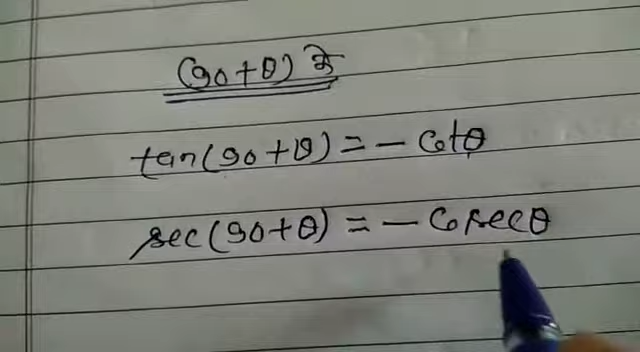 (90+θ) से
tan(90+θ) = - cotθ
sec(90+θ) = - cosecθ